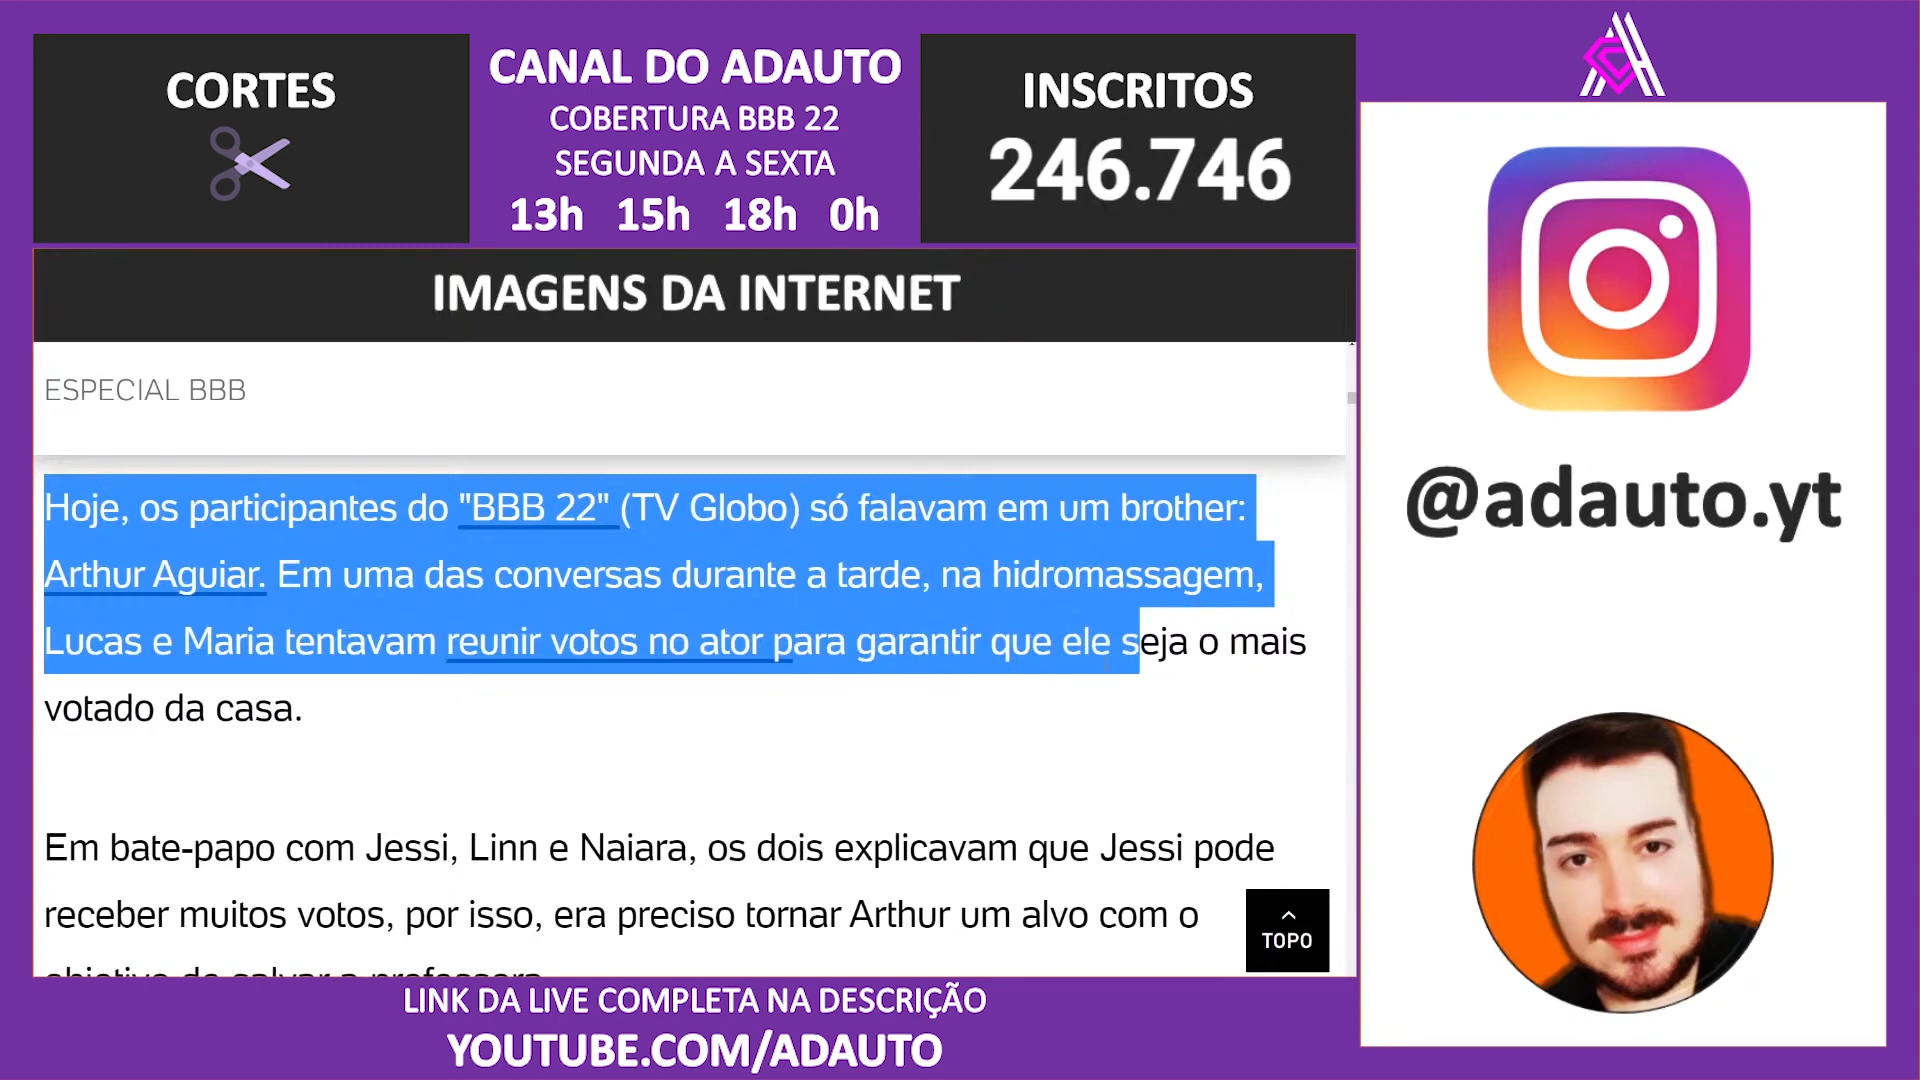 CORTES
CANAL DO ADAUTO
COBERTURA BBB 22
SEGUNDA A SEXTA
13h 15h 18h 0h
INSCRITOS
246.746
IMAGENS DA INTERNET
ESPECIAL BBB
Hoje, os participantes do "BBB 22" (TV Globo) só falavam em um brother:
Arthur Aguiar. Em uma das conversas durante a tarde, na hidromassagem,
Lucas e Maria tentavam reunir votos no ator para garantir que ele seja o mais
votado da casa.
Em bate-papo com Jessi, Linn e Naiara, os dois explicavam que Jessi pode
receber muitos votos, por isso, era preciso tornar Arthur um alvo com o
objetivo de salvar a professora.
TOPO
LINK DA LIVE COMPLETA NA DESCRIÇÃO
YOUTUBE.COM/ADAUTO
@adauto.yt